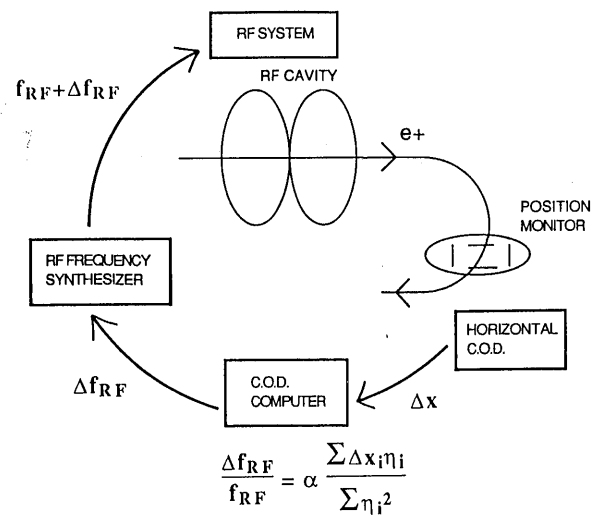 RF SYSTEM
RF CAVITY
f_RF+Δf_RF
e+
POSITION
MONITOR
RF FREQUENCY
SYNTHESIZER
HORIZONTAL
C.O.D.
Δf_RF
C.O.D.
COMPUTER
Δx
Δf_RF / f_RF = α ΣΔx_iη_i / Ση_i²